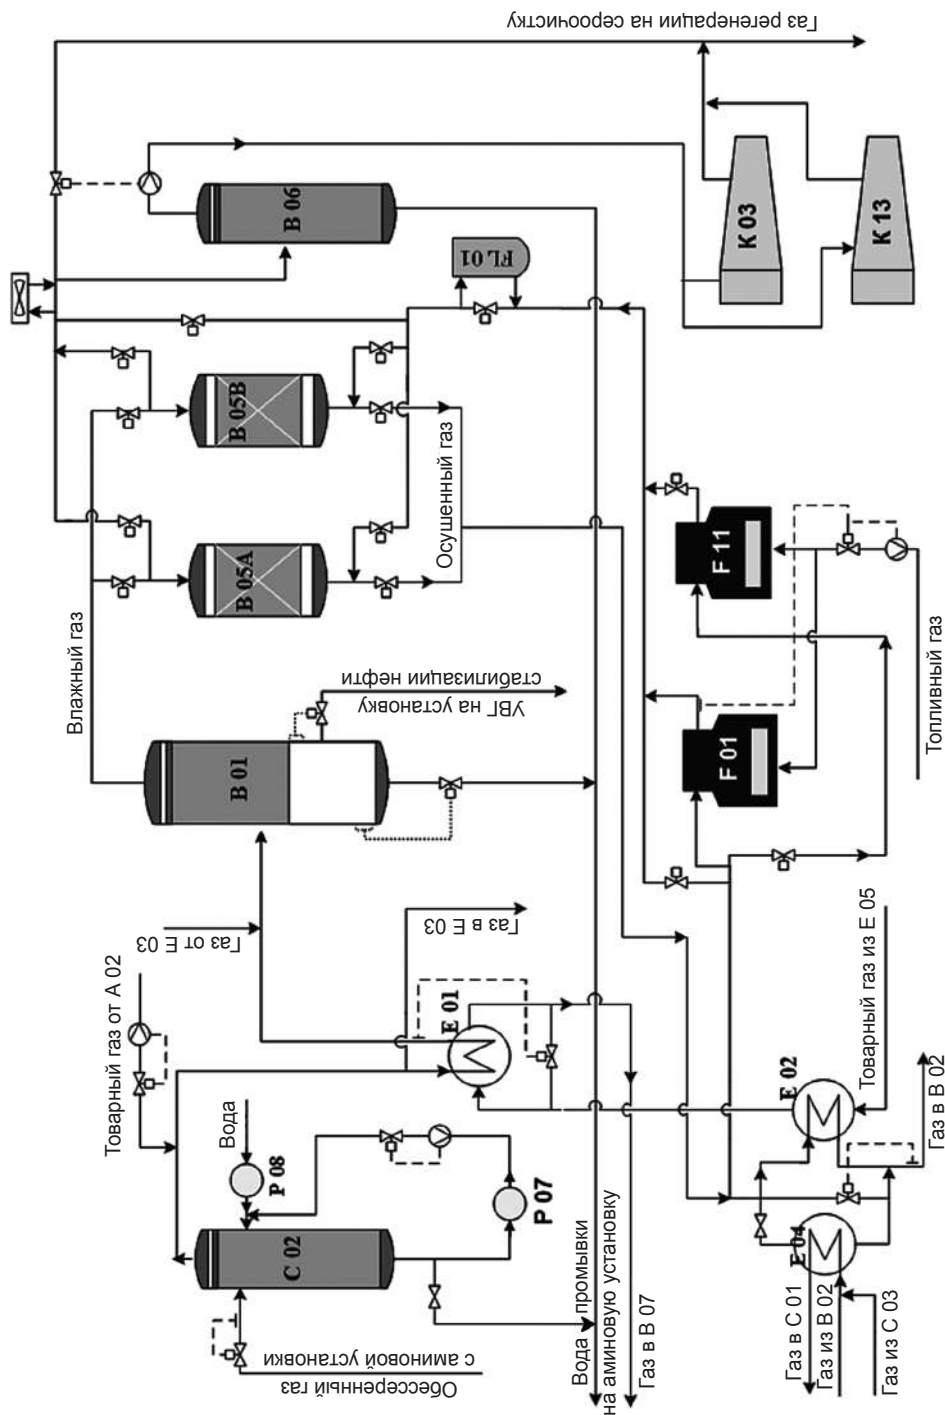 Газ регенерации на сероочистку
B 06
FL 01
K 03
K 13
B 05B
B 05A
Осушенный газ
Влажный газ
УВГ на установку
стабилизации нефти
B 01
F 11
F 01
Топливный газ
Газ от Е 03
Газ в Е 03
Товарный газ от А 02
E 01
Товарный газ из Е 05
E 02
Газ в В 02
Вода
P 08
P 07
C 02
E 04
Обессеренный газ
с аминовой установки
Вода промывки
на аминовую установку
Газ в В 07
Газ в С 01
Газ из В 02
Газ из С 03